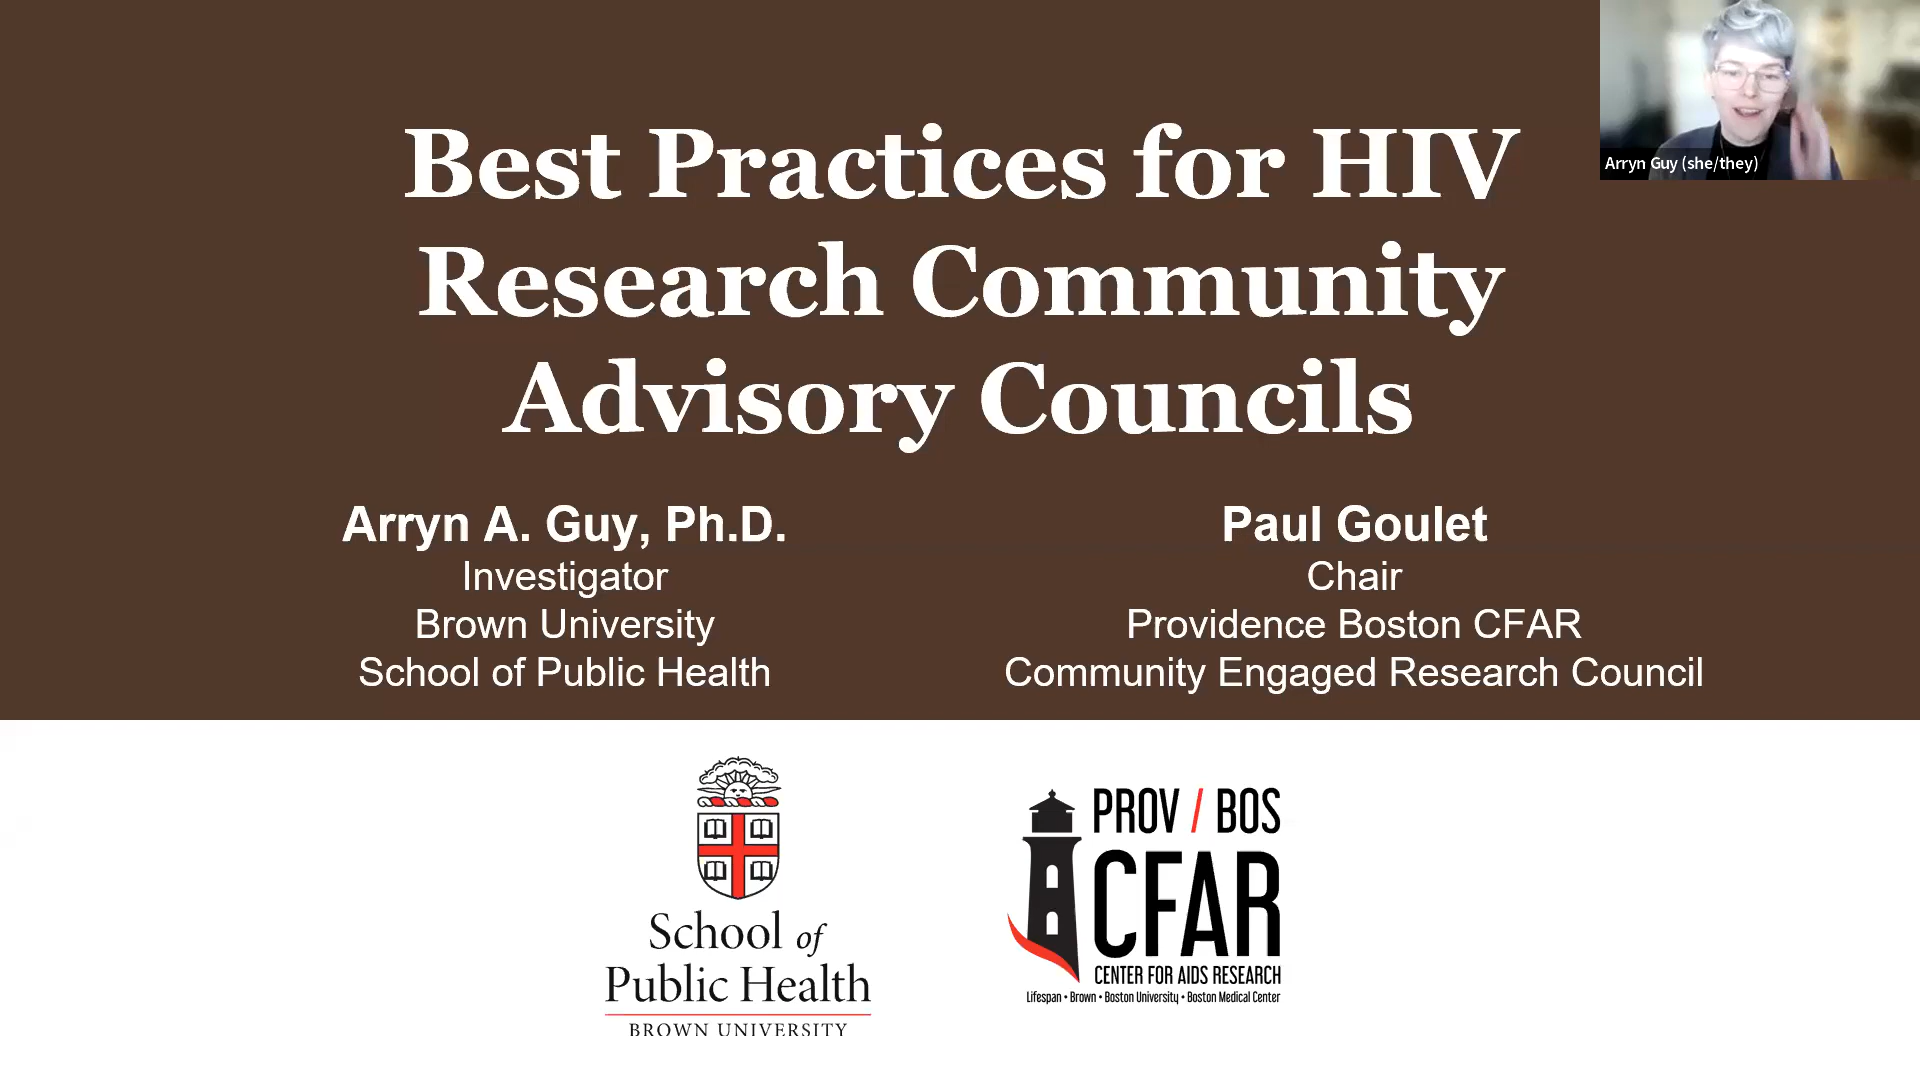 Best Practices for HIV
Research Community
Advisory Councils
Arryn Guy (she/they)
Arryn A. Guy, Ph.D.
Investigator
Brown University
School of Public Health
Paul Goulet
Chair
Providence Boston CFAR
Community Engaged Research Council
School of
Public Health
BROWN UNIVERSITY
PROV / BOS
CFAR
CENTER FOR AIDS RESEARCH
Lifespan • Brown • Boston University • Boston Medical Center